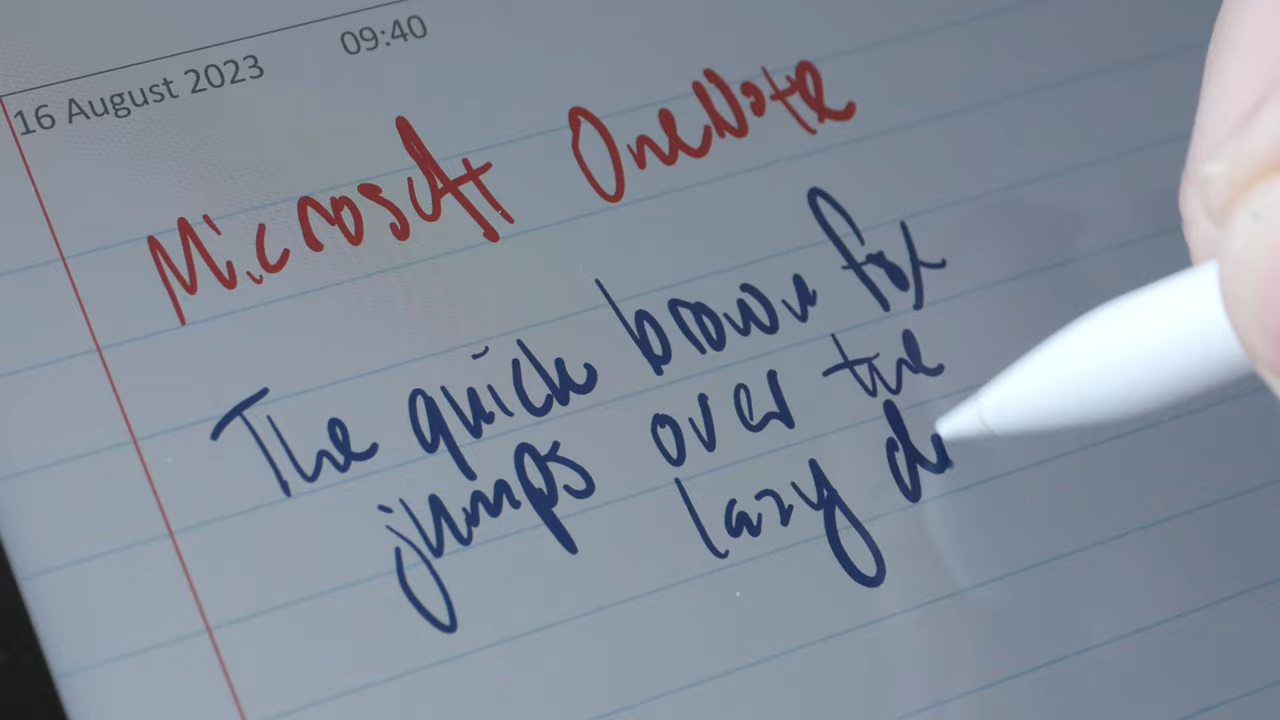 16 August 2023 09:40
Microsoft OneNote
The quick brown fox
jumps over the
lazy d